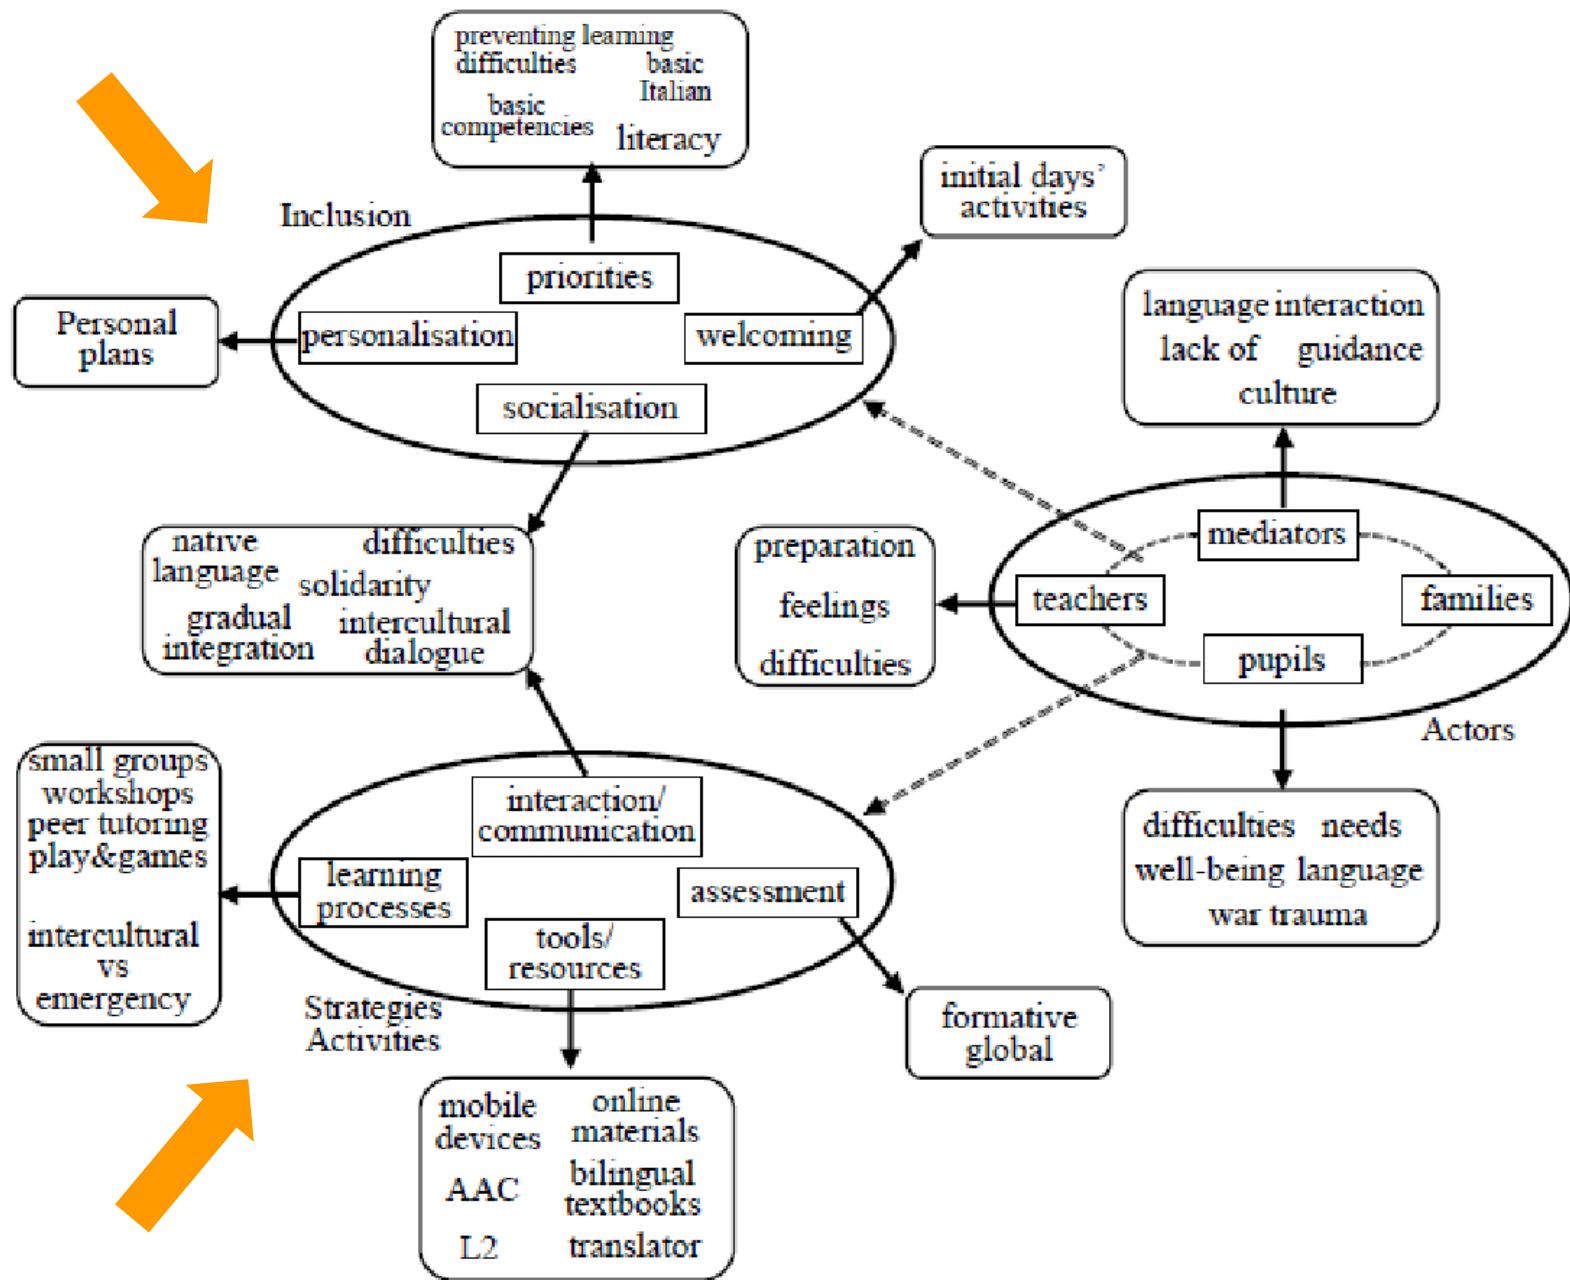 preventing learning
difficulties
basic
Italian
basic
competencies
literacy
initial days’
activities
Inclusion
priorities
personalisation
welcoming
socialisation
Personal
plans
language interaction
lack of guidance
culture
native
language
difficulties
solidarity
gradual
integration
intercultural
dialogue
preparation
feelings
difficulties
mediators
teachers
families
pupils
Actors
small groups
workshops
peer tutoring
play&games
intercultural
vs
emergency
interaction/
communication
learning
processes
assessment
tools/
resources
Strategies
Activities
difficulties needs
well-being language
war trauma
formative
global
mobile
devices
online
materials
AAC
bilingual
textbooks
L2
translator